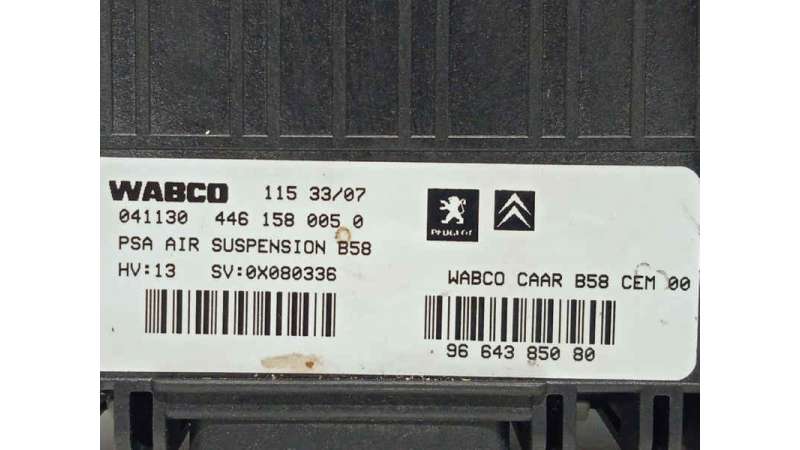 WABCO 115 33/07
041130 446 158 005 0
PSA AIR SUSPENSION B58
HV:13 SV:0X080336
PEUGEOT
WABCO CAAR B58 CEM 00
96 643 850 80